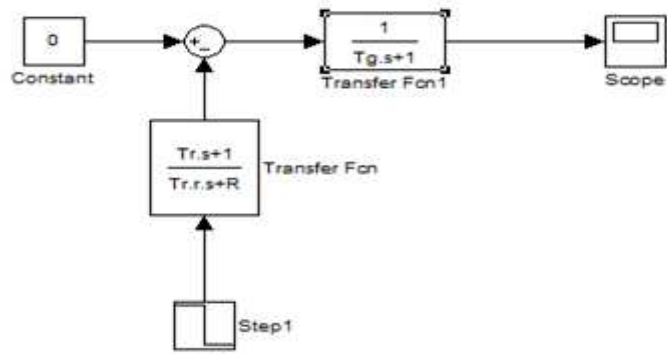 0
Constant
+
-
1
Tg.s+1
Transfer Fcn1
Scope
Tr.s+1
Tr.r.s+R
Transfer Fcn
Step1